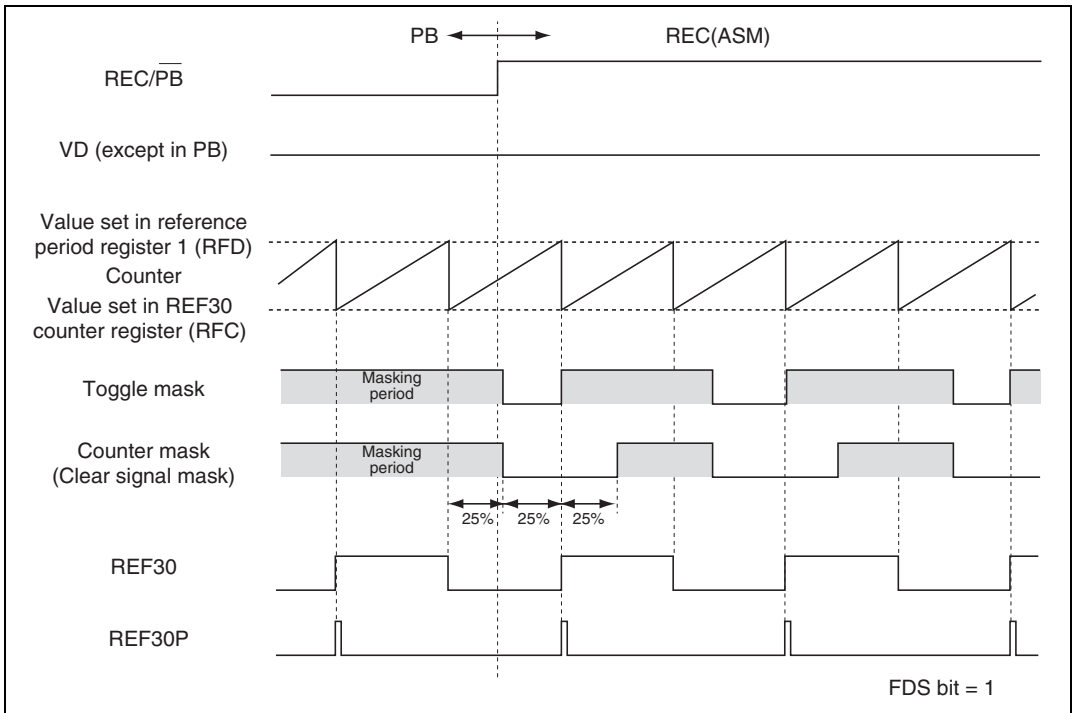 PB REC(ASM)
REC/P̅B̅
VD (except in PB)
Value set in reference
period register 1 (RFD)
Counter
Value set in REF30
counter register (RFC)
Toggle mask
Masking
period
Counter mask
(Clear signal mask)
Masking
period
25% 25% 25%
REF30
REF30P
FDS bit = 1